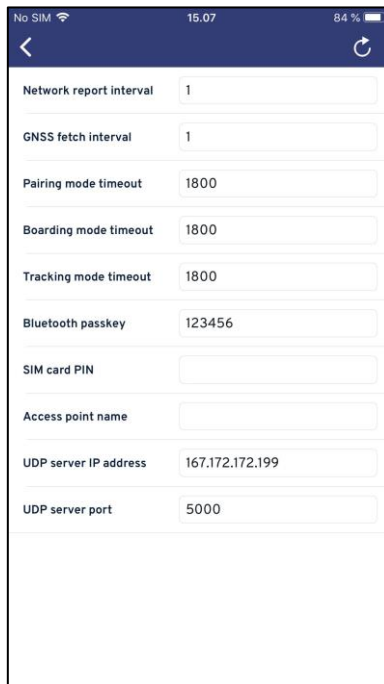 No SIM 15.07 84 %
Network report interval 1
GNSS fetch interval 1
Pairing mode timeout 1800
Boarding mode timeout 1800
Tracking mode timeout 1800
Bluetooth passkey 123456
SIM card PIN
Access point name
UDP server IP address 167.172.172.199
UDP server port 5000